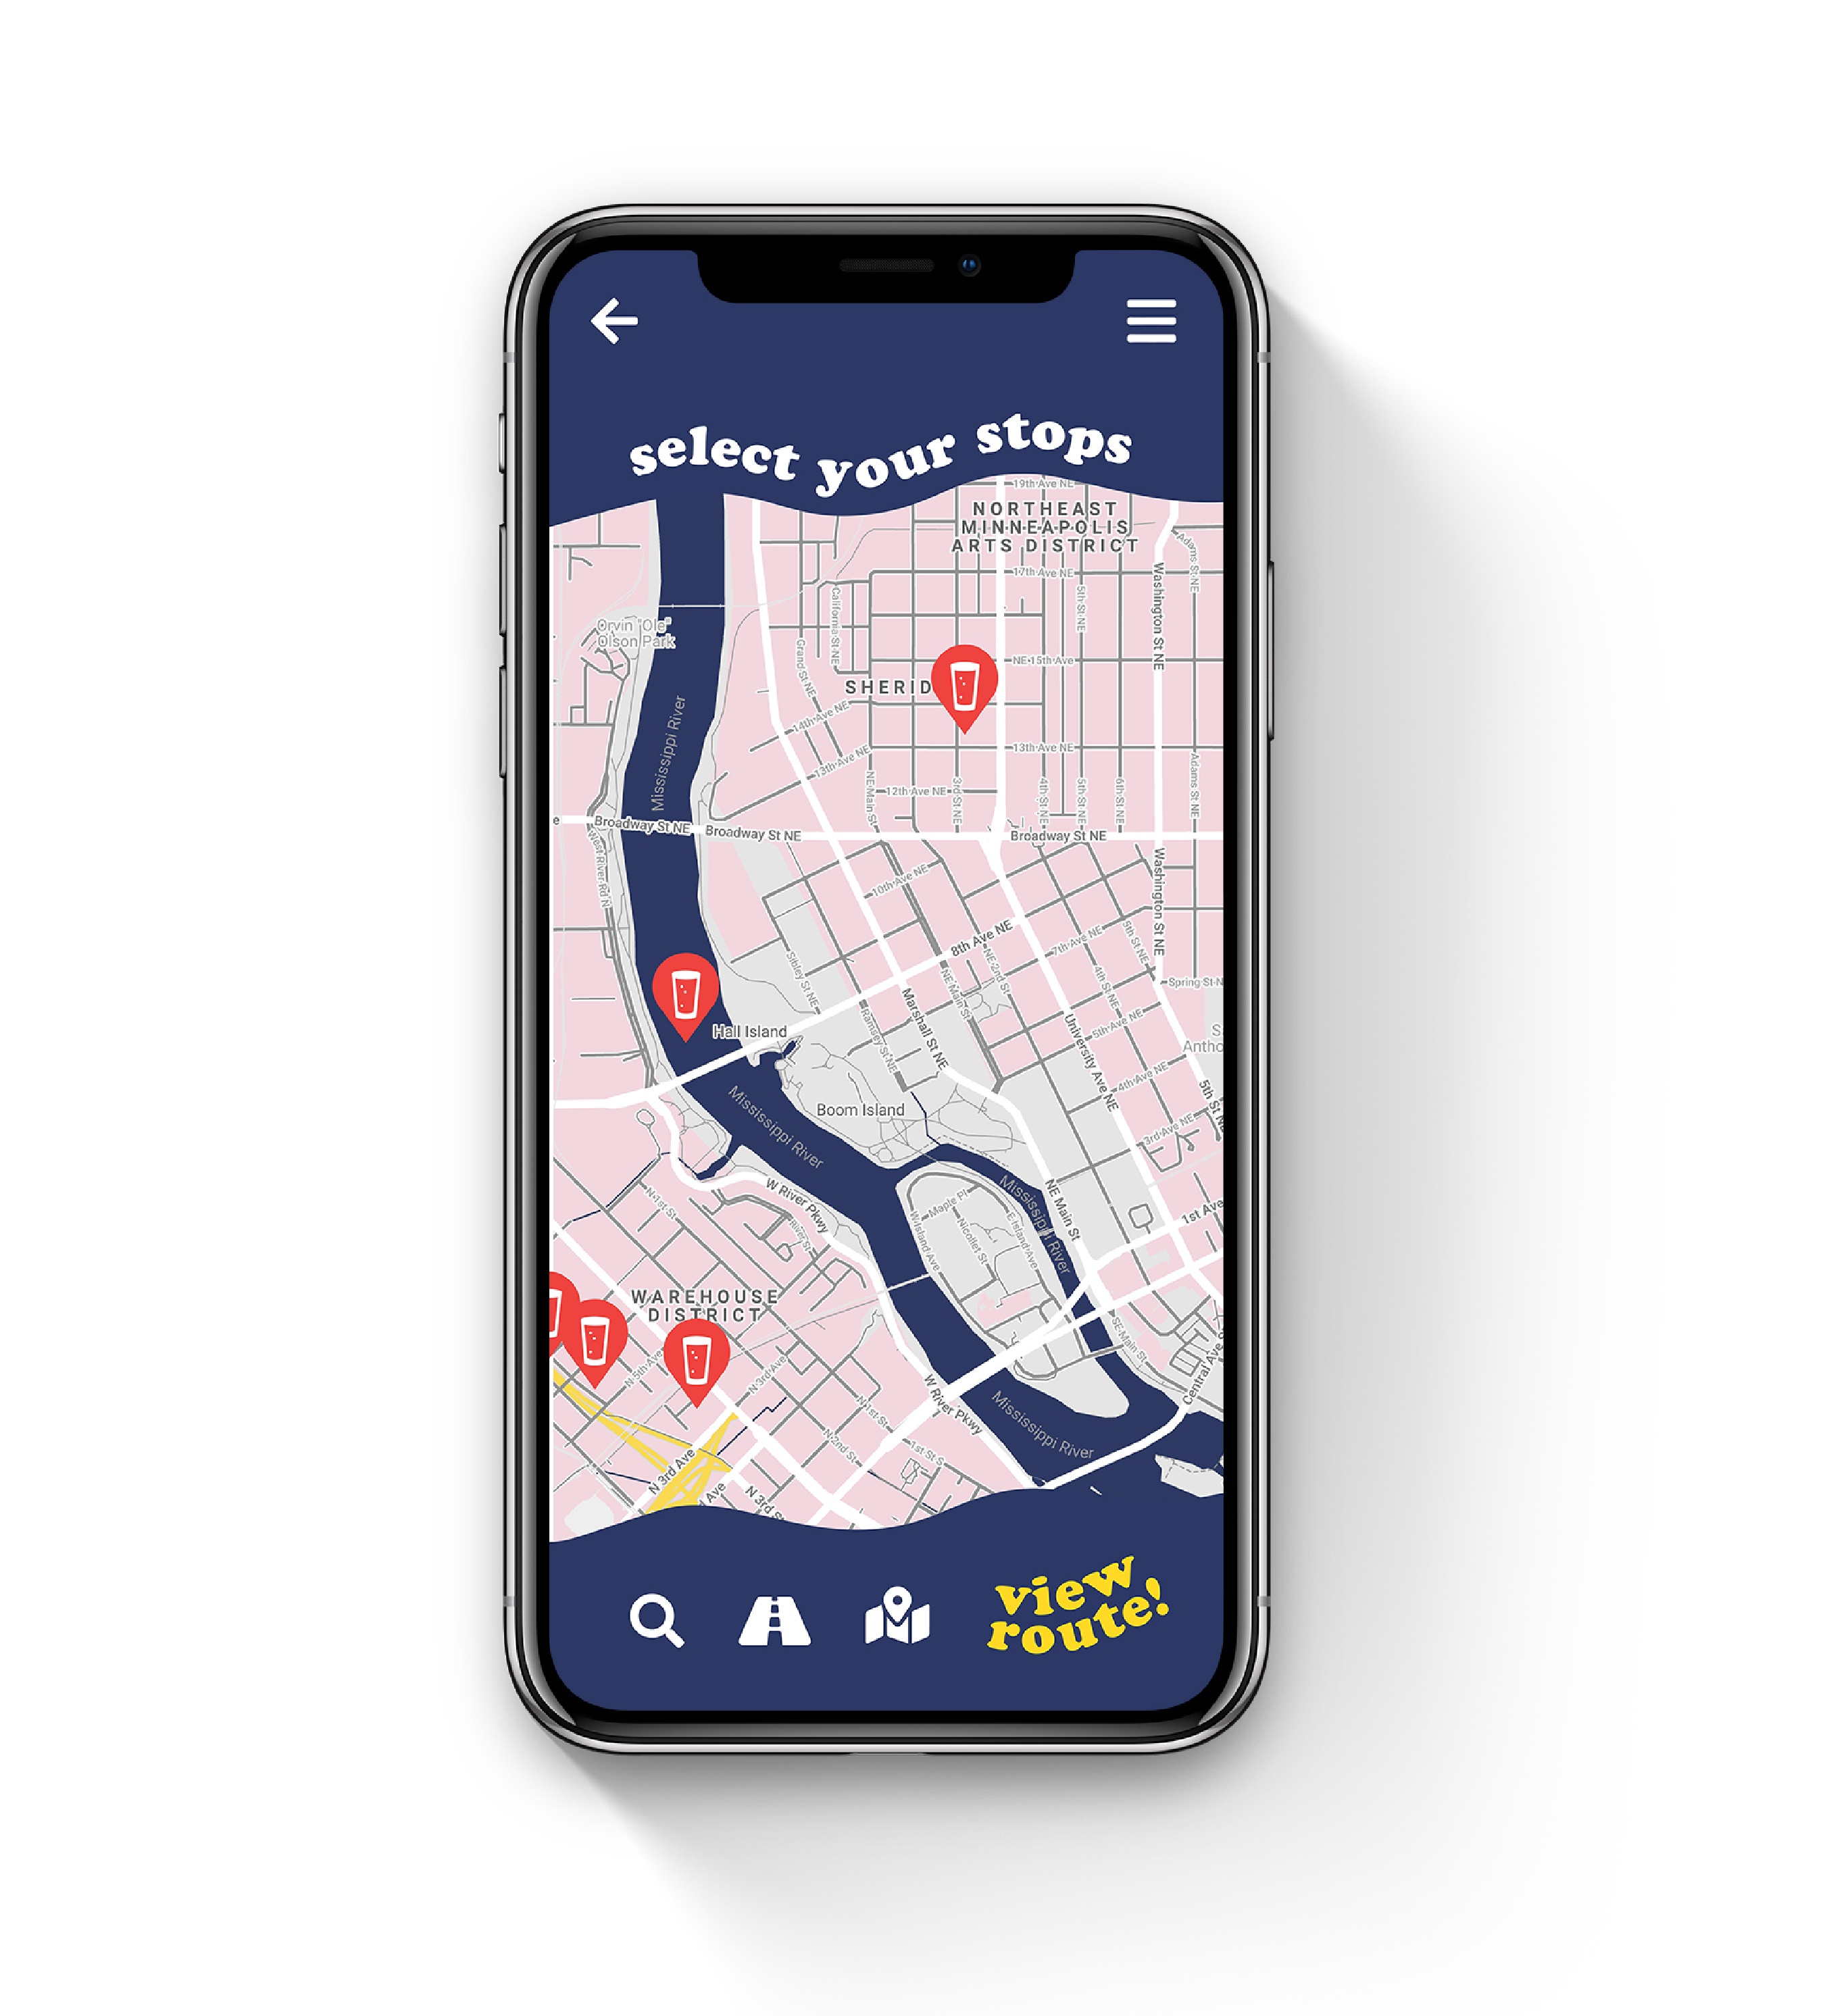 select your stops
19th Ave NE
NORTHEAST
MINNEAPOLIS
ARTS DISTRICT
Adams St NE
17th Ave NE
Washington St NE
5th St NE
California St NE
Orvin "Ole"
Olson Park
Grand St NE
NE 15th Ave
SHERID
14th Ave NE
Mississippi River
13th Ave NE
13th Ave NE
NE Main St
12th Ave NE
3rd St NE
4th St NE
5th St NE
6th St NE
Adams St NE
e
Broadway St NE
Broadway St NE
Broadway St NE
West River Rd N
Washington St NE
10th Ave NE
8th Ave NE
7th Ave NE
5th St NE
Sibley St NE
NE Main St
NE 2nd St
4th St NE
Spring St N
Marshall St NE
Ramsey St NE
University Ave NE
5th Ave NE
Hall Island
S
Antho
4th Ave NE
Mississippi River
Boom Island
5th St N
3rd Ave NE
W River Pkwy
N 1st St
River St
Maple Pl
W Island Ave
Nicollet St
E Island Ave
Mississippi River
NE Main St
1st Ave
WAREHOUSE
DISTRICT
SE Main St
N 5th Ave
N 3rd Ave
Central Ave
W River Pkwy
Mississippi River
N 1st St
N 2nd St
1st St S
N 3rd Ave
Ave
N 3rd S
view
route!